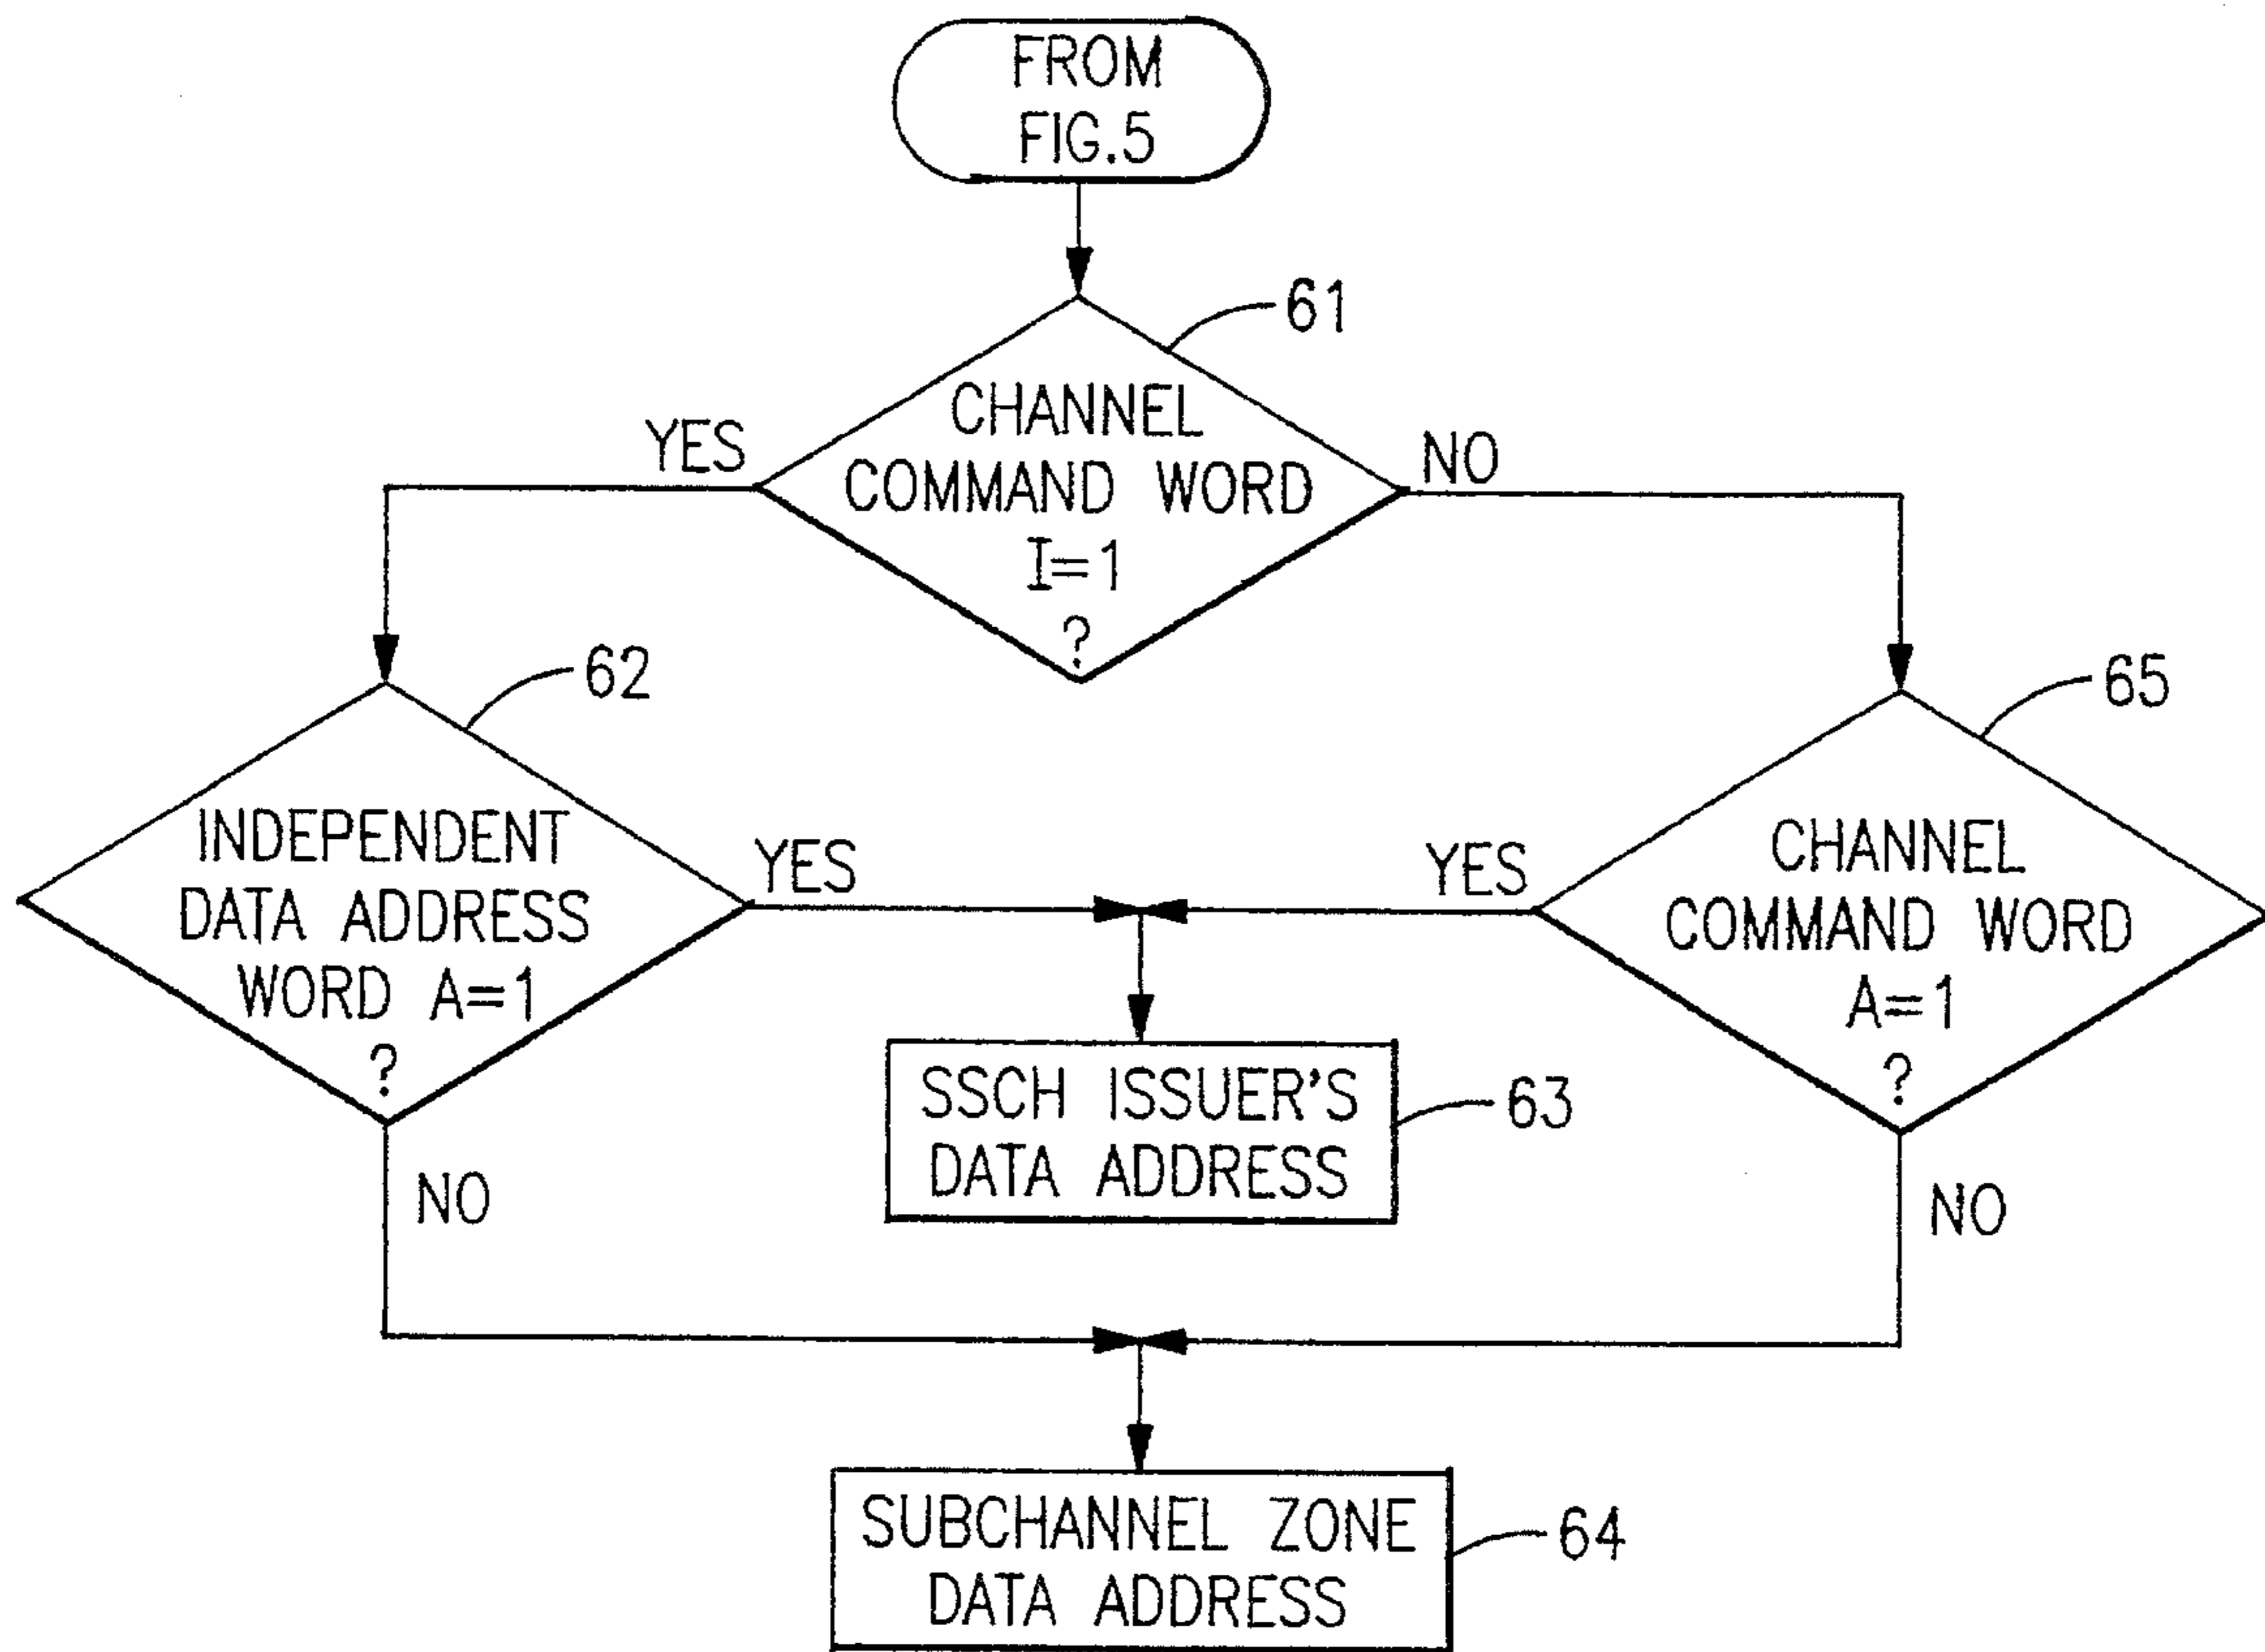 FROM
FIG.5
61
CHANNEL
COMMAND WORD
I=1
?
YES
NO
62
INDEPENDENT
DATA ADDRESS
WORD A=1
?
YES
NO
65
CHANNEL
COMMAND WORD
A=1
?
YES
NO
SSCH ISSUER'S
DATA ADDRESS
63
SUBCHANNEL ZONE
DATA ADDRESS
64